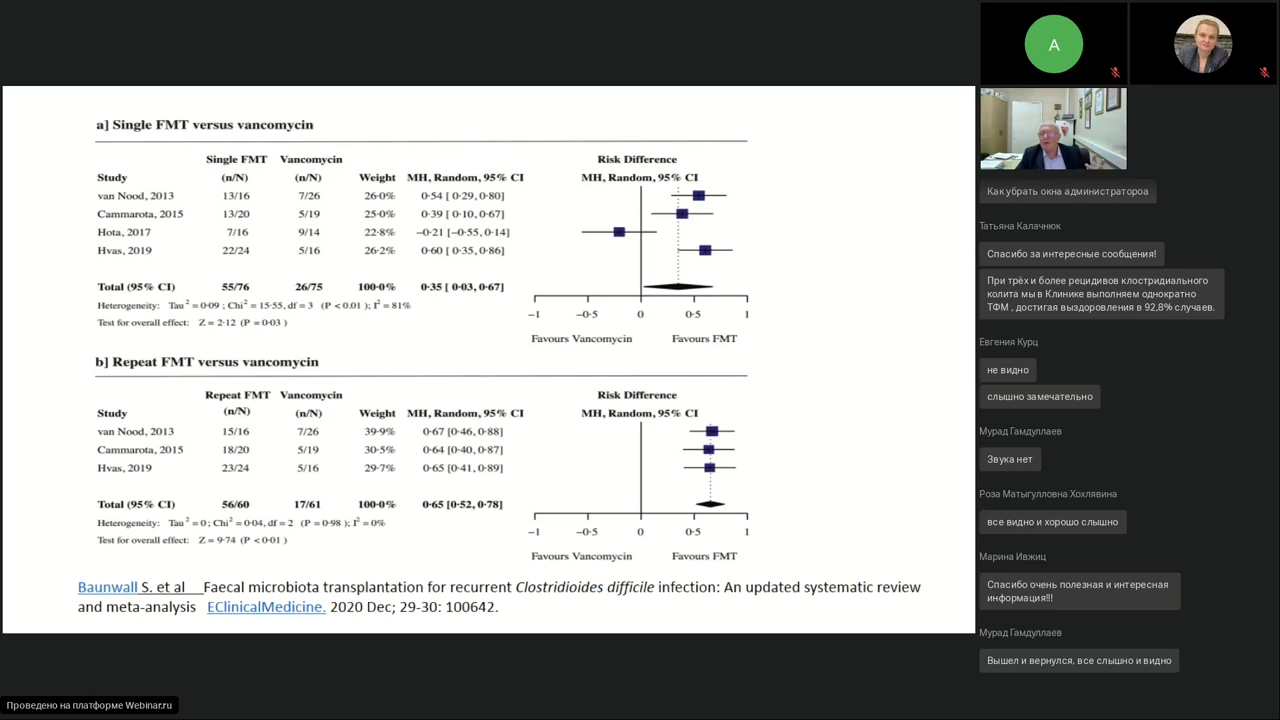 a] Single FMT versus vancomycin
Single FMT Vancomycin Risk Difference
Study (n/N) (n/N) Weight MH, Random, 95% CI MH, Random, 95% CI
van Nood, 2013 13/16 7/26 26·0% 0·54 [ 0·29, 0·80]
Cammarota, 2015 13/20 5/19 25·0% 0·39 [ 0·10, 0·67]
Hota, 2017 7/16 9/14 22·8% −0·21 [−0·55, 0·14]
Hvas, 2019 22/24 5/16 26·2% 0·60 [ 0·35, 0·86]
Total (95% CI) 55/76 26/75 100·0% 0·35 [ 0·03, 0·67]
Heterogeneity: Tau² = 0·09 ; Chi² = 15·55, df = 3 (P < 0·01 ); I² = 81%
Test for overall effect: Z = 2·12 (P = 0·03 )
−1 −0·5 0 0·5 1
Favours Vancomycin Favours FMT
b] Repeat FMT versus vancomycin
Repeat FMT Vancomycin Risk Difference
Study (n/N) (n/N) Weight MH, Random, 95% CI MH, Random, 95% CI
van Nood, 2013 15/16 7/26 39·9% 0·67 [0·46, 0·88]
Cammarota, 2015 18/20 5/19 30·5% 0·64 [0·40, 0·87]
Hvas, 2019 23/24 5/16 29·7% 0·65 [0·41, 0·89]
Total (95% CI) 56/60 17/61 100·0% 0·65 [0·52, 0·78]
Heterogeneity: Tau² = 0; Chi² = 0·04, df = 2 (P = 0·98 ); I² = 0%
Test for overall effect: Z = 9·74 (P < 0·01 )
−1 −0·5 0 0·5 1
Favours Vancomycin Favours FMT
Baunwall S. et al Faecal microbiota transplantation for recurrent Clostridioides difficile infection: An updated systematic review
and meta-analysis EClinicalMedicine. 2020 Dec; 29-30: 100642.
A
Как убрать окна администратороа
Татьяна Калачнюк
Спасибо за интересные сообщения!
При трёх и более рецидивов клостридиального
колита мы в Клинике выполняем однократно
ТФМ , достигая выздоровления в 92,8% случаев.
Евгения Курц
не видно
слышно замечательно
Мурад Гамдуллаев
Звука нет
Роза Матыгулловна Хохлявина
все видно и хорошо слышно
Марина Ивжиц
Спасибо очень полезная и интересная
информация!!!
Мурад Гамдуллаев
Вышел и вернулся, все слышно и видно
Проведено на платформе Webinar.ru